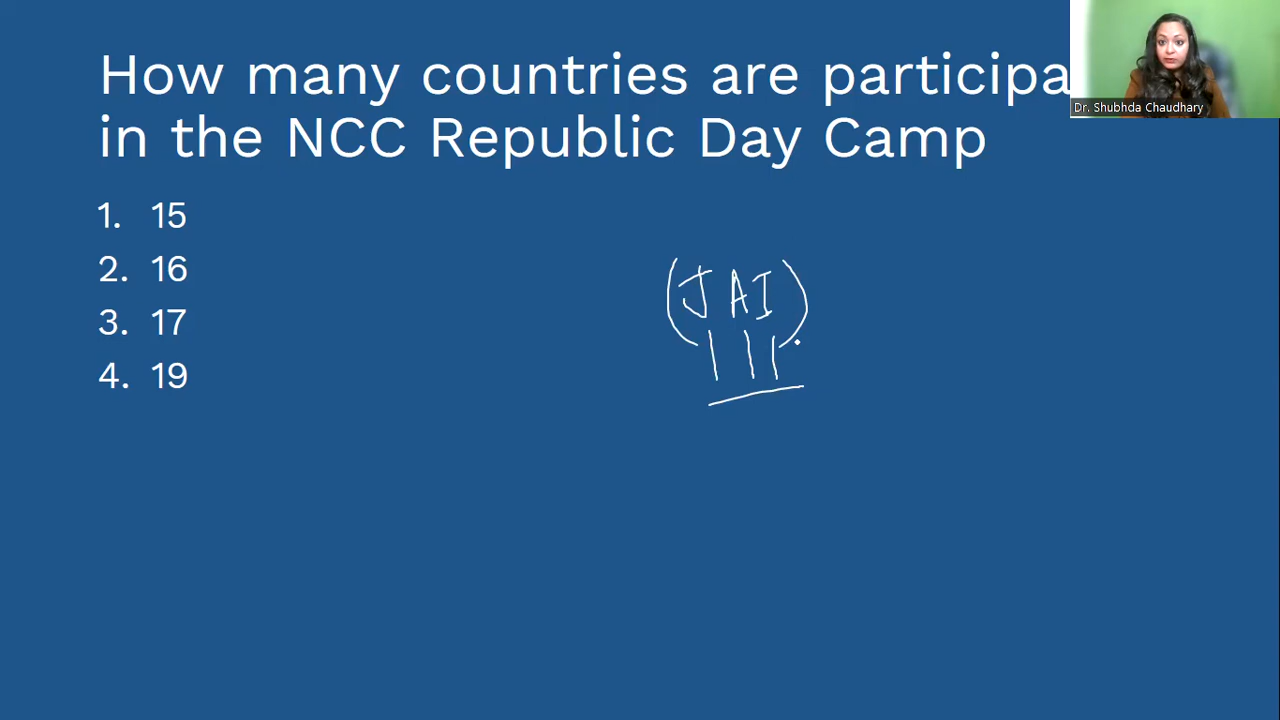 How many countries are participa
in the NCC Republic Day Camp
Dr. Shubhda Chaudhary
1. 15
2. 16
3. 17
4. 19
(JAI)